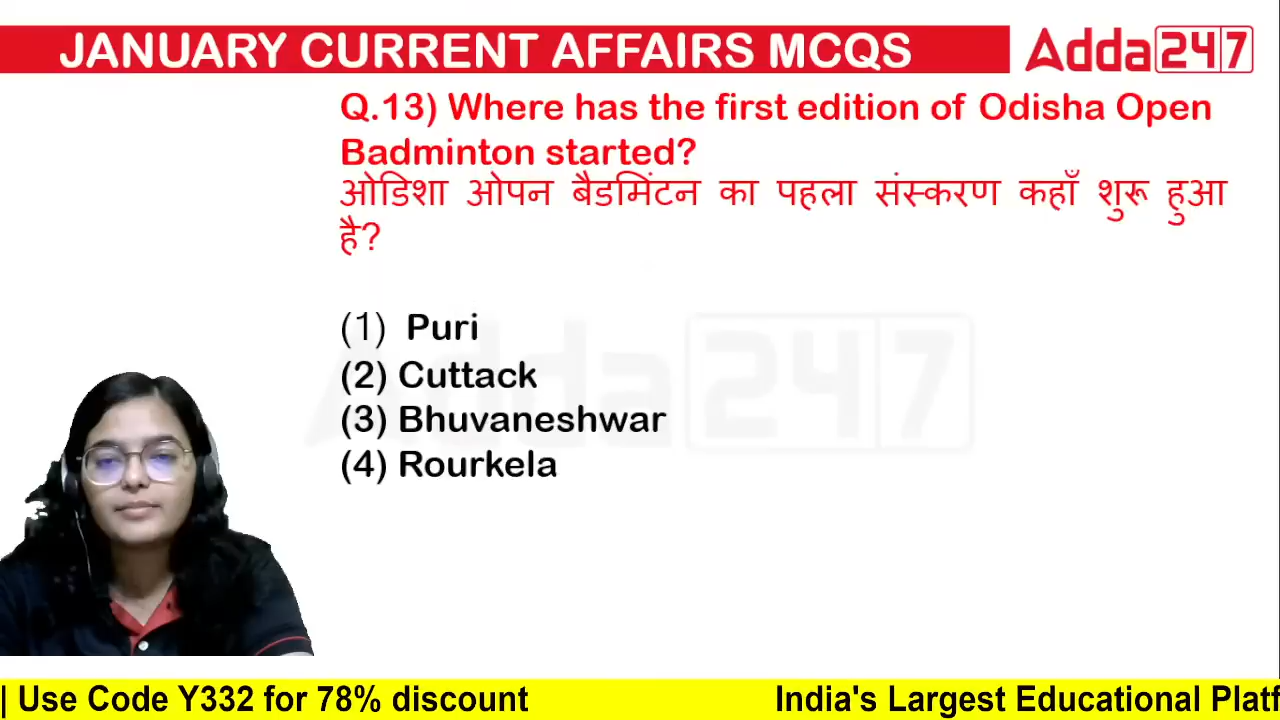 JANUARY CURRENT AFFAIRS MCQS
Adda247
Q.13) Where has the first edition of Odisha Open
Badminton started?
ओडिशा ओपन बैडमिंटन का पहला संस्करण कहाँ शुरू हुआ
है?
(1) Puri
(2) Cuttack
(3) Bhuvaneshwar
(4) Rourkela
Adda247
| Use Code Y332 for 78% discount India's Largest Educational Platf